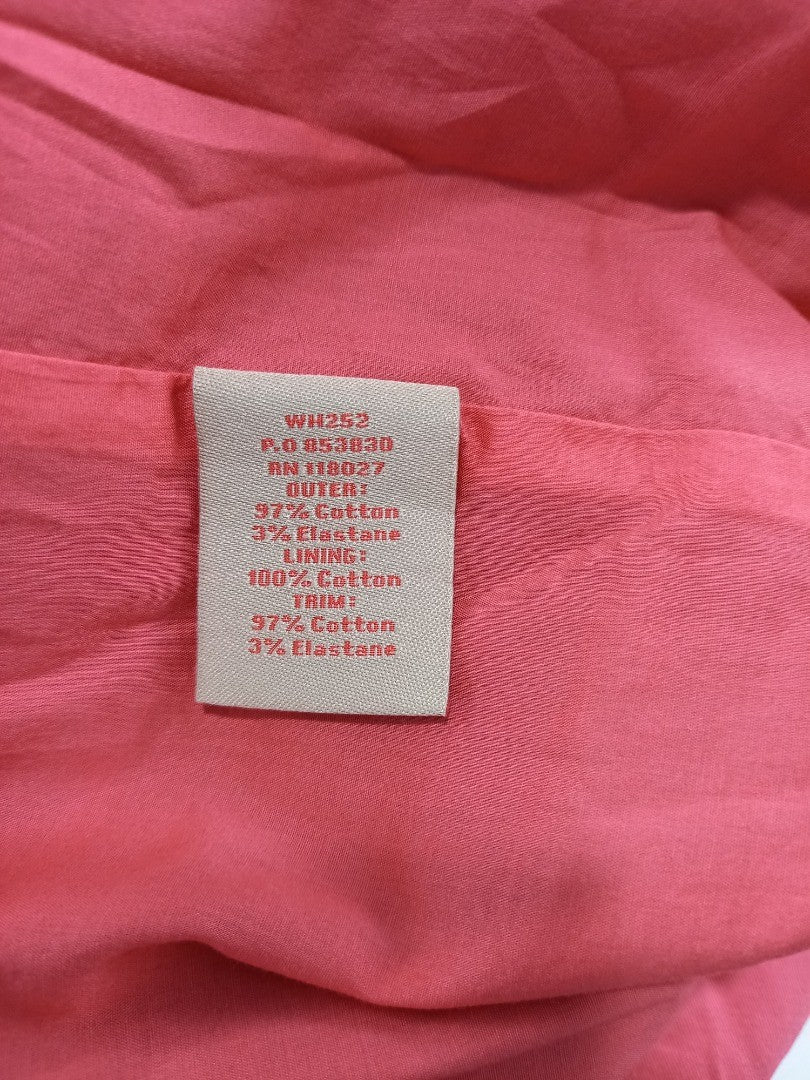 WH252
P.O 853830
RN 118027
OUTER:
97% Cotton
3% Elastane
LINING:
100% Cotton
TRIM:
97% Cotton
3% Elastane